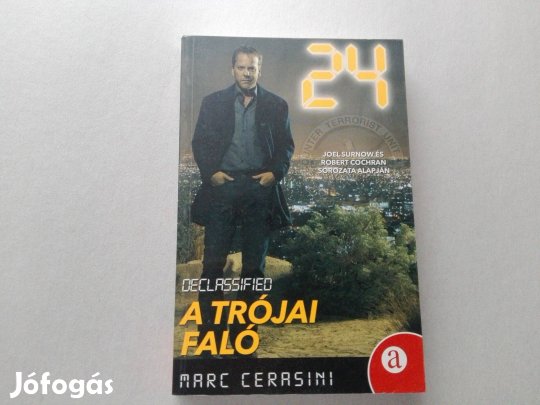 24
COUNTER TERRORIST UNIT
JOEL SURNOW ÉS
ROBERT COCHRAN
SOROZATA ALAPJÁN
DECLASSIFIED
A TRÓJAI
FALÓ
MARC CERASINI
a
Jófogás